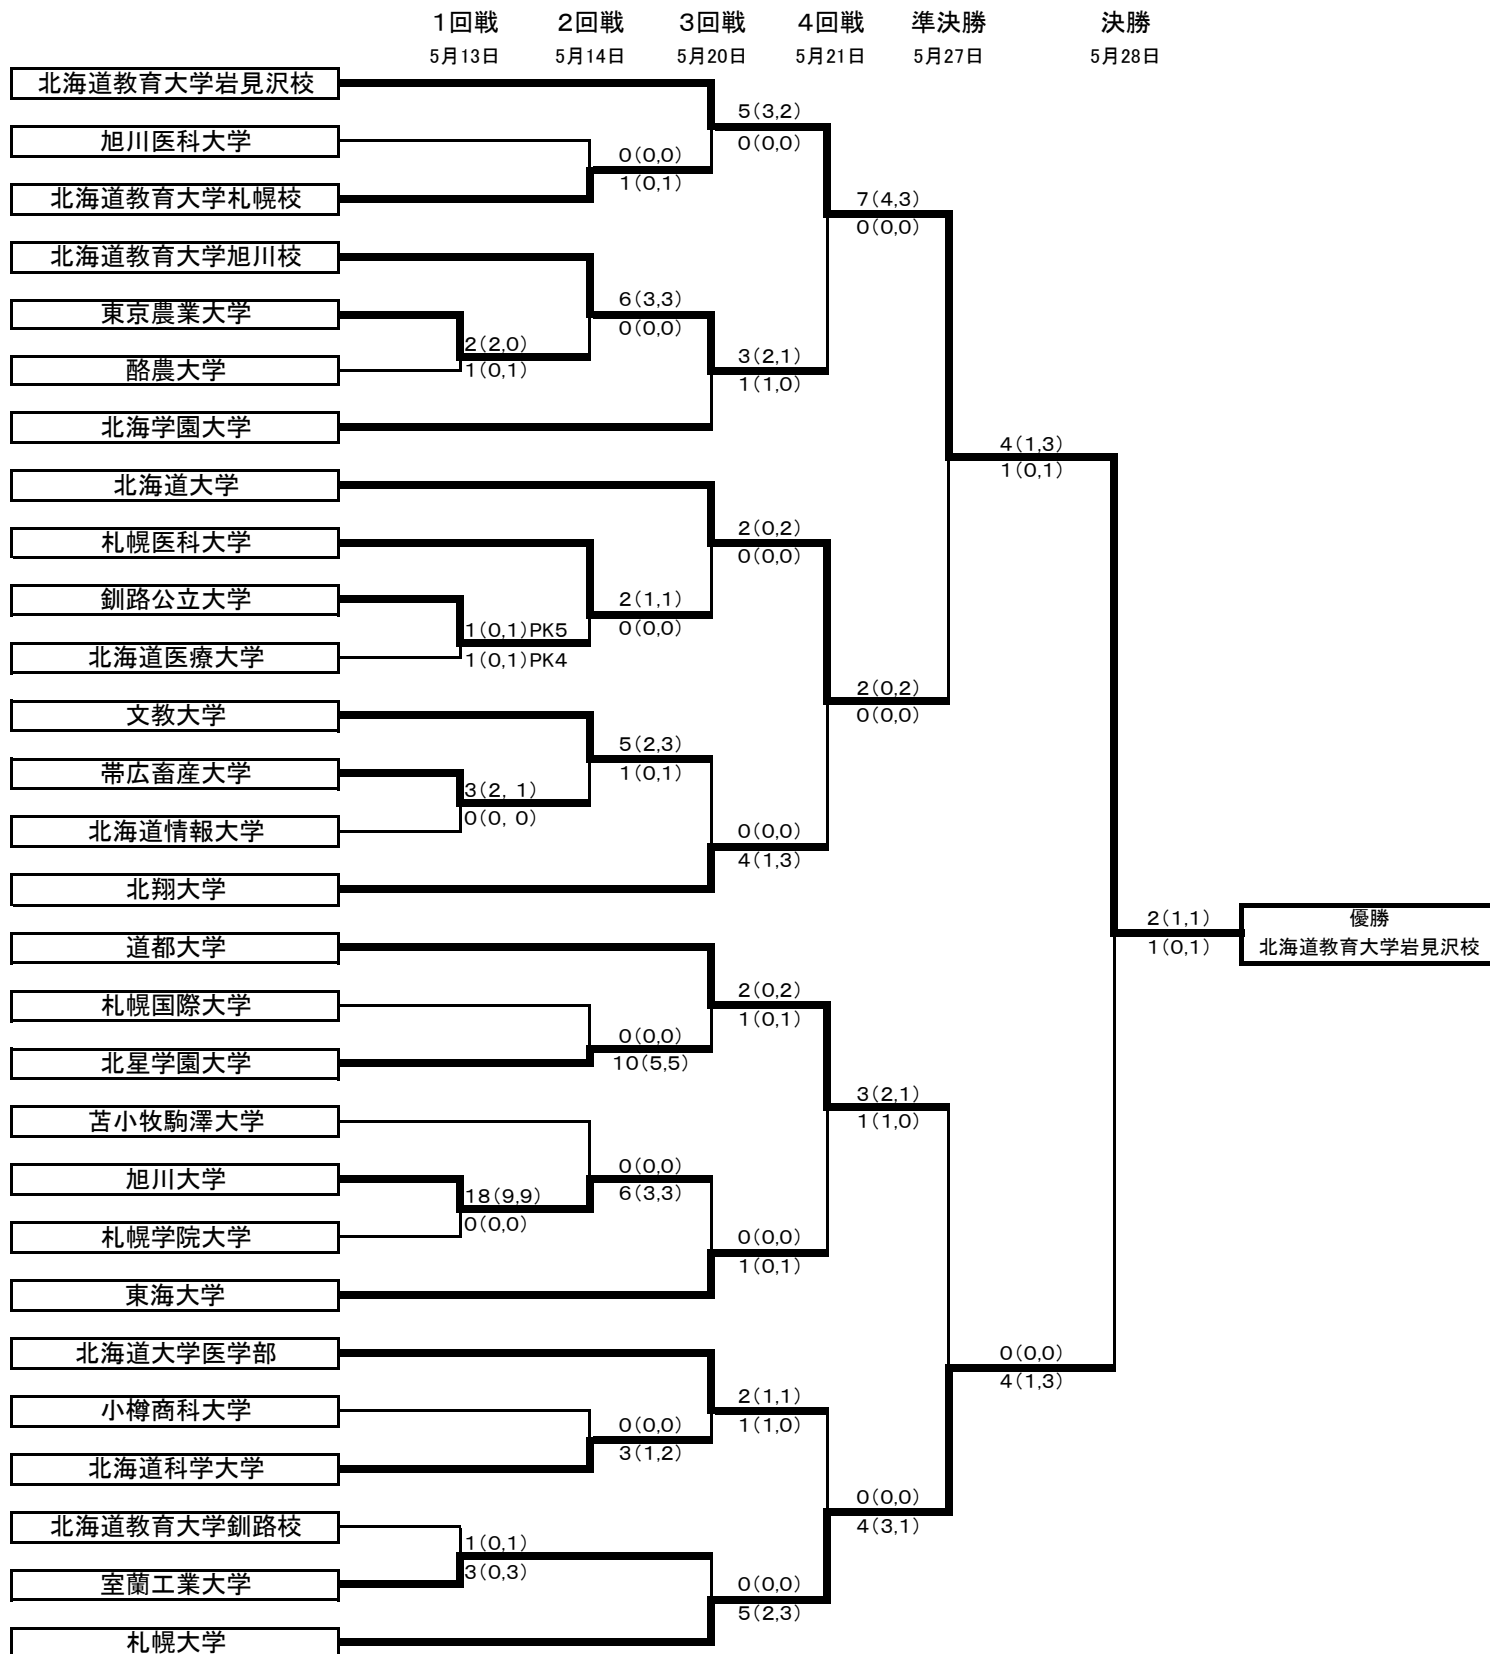 1回戦 2回戦 3回戦 4回戦 準決勝 決勝
5月13日 5月14日 5月20日 5月21日 5月27日 5月28日
北海道教育大学岩見沢校
5(3,2)
旭川医科大学
0(0,0)
0(0,0)
1(0,1)
北海道教育大学札幌校
7(4,3)
0(0,0)
北海道教育大学旭川校
6(3,3)
東京農業大学
0(0,0)
2(2,0)
3(2,1)
酪農大学
1(0,1)
1(1,0)
北海学園大学
4(1,3)
1(0,1)
北海道大学
2(0,2)
札幌医科大学
0(0,0)
釧路公立大学
2(1,1)
0(0,0)
1(0,1)PK5
北海道医療大学
1(0,1)PK4
2(0,2)
文教大学
0(0,0)
5(2,3)
帯広畜産大学
1(0,1)
3(2, 1)
0(0, 0)
北海道情報大学
0(0,0)
4(1,3)
北翔大学
2(1,1)
優勝
道都大学
1(0,1)
北海道教育大学岩見沢校
2(0,2)
札幌国際大学
1(0,1)
0(0,0)
北星学園大学
10(5,5)
3(2,1)
苫小牧駒澤大学
1(1,0)
0(0,0)
旭川大学
6(3,3)
18(9,9)
0(0,0)
札幌学院大学
0(0,0)
1(0,1)
東海大学
北海道大学医学部
0(0,0)
4(1,3)
2(1,1)
小樽商科大学
1(1,0)
0(0,0)
3(1,2)
北海道科学大学
0(0,0)
北海道教育大学釧路校
4(3,1)
1(0,1)
3(0,3)
室蘭工業大学
0(0,0)
5(2,3)
札幌大学